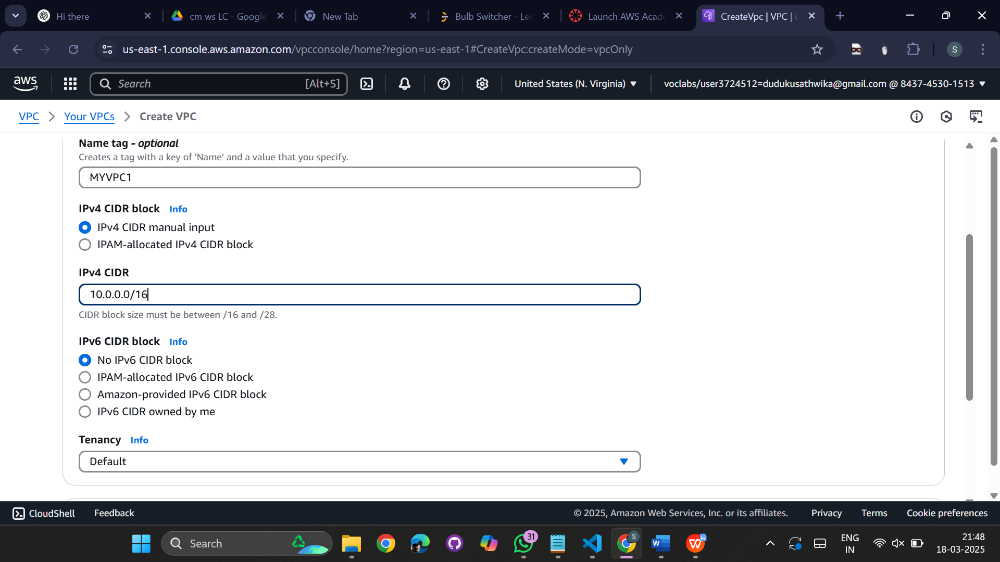 Hi there
cm ws LC - Google
New Tab
Bulb Switcher - Lee
Launch AWS Acade
CreateVpc | VPC | u
us-east-1.console.aws.amazon.com/vpcconsole/home?region=us-east-1#CreateVpc:createMode=vpcOnly
S
aws
Search
[Alt+S]
United States (N. Virginia)
voclabs/user3724512=dudukusathwika@gmail.com @ 8437-4530-1513
VPC
Your VPCs
Create VPC
Name tag - optional
Creates a tag with a key of 'Name' and a value that you specify.
MYVPC1
IPv4 CIDR block Info
IPv4 CIDR manual input
IPAM-allocated IPv4 CIDR block
IPv4 CIDR
10.0.0.0/16
CIDR block size must be between /16 and /28.
IPv6 CIDR block Info
No IPv6 CIDR block
IPAM-allocated IPv6 CIDR block
Amazon-provided IPv6 CIDR block
IPv6 CIDR owned by me
Tenancy Info
Default
CloudShell
Feedback
© 2025, Amazon Web Services, Inc. or its affiliates.
Privacy
Terms
Cookie preferences
Search
31
S
W
W
ENG
IN
21:48
18-03-2025